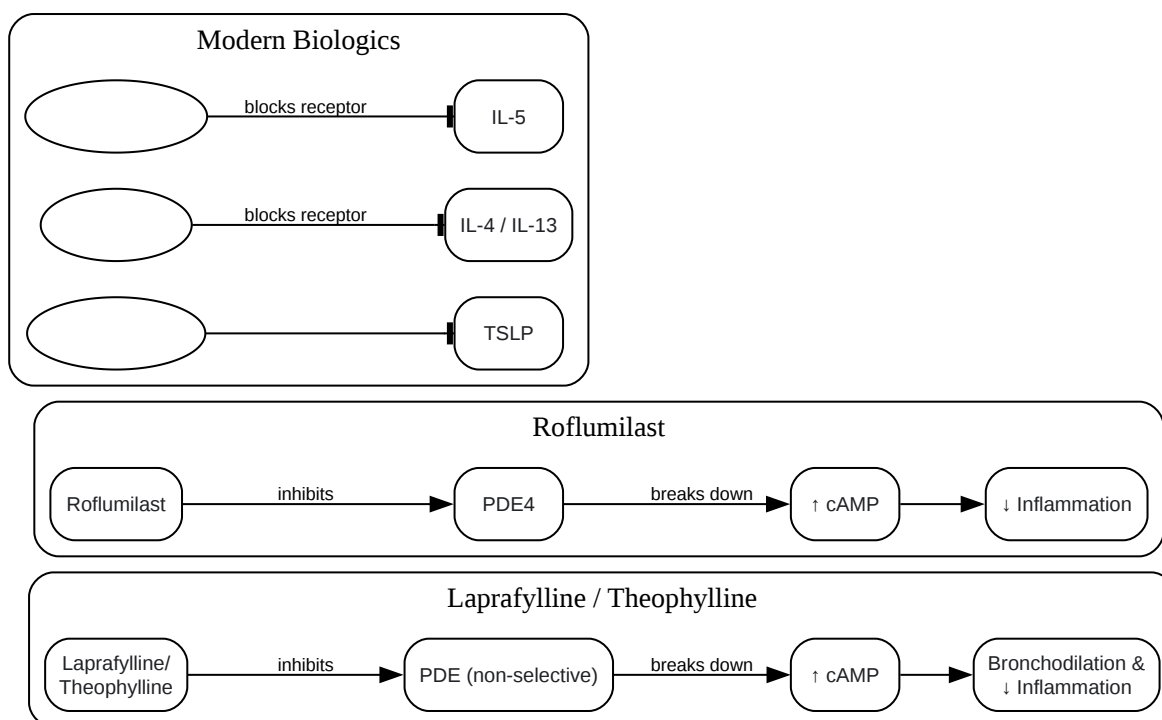 Modern Biologics
blocks receptor
IL-5
blocks receptor
IL-4 / IL-13
TSLP
Roflumilast
Roflumilast
inhibits
PDE4
breaks down
↑ cAMP
↓ Inflammation
Laprafylline / Theophylline
Laprafylline/
Theophylline
inhibits
PDE (non-selective)
breaks down
↑ cAMP
Bronchodilation &
↓ Inflammation